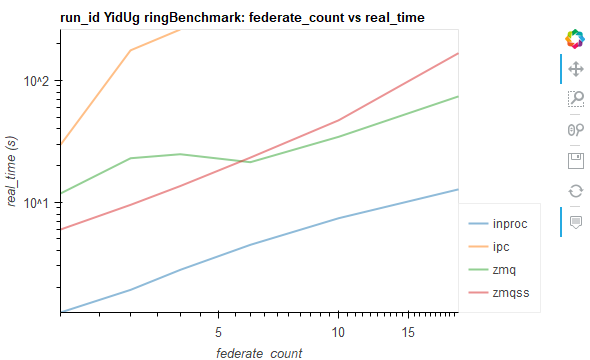 run_id YidUg ringBenchmark: federate_count vs real_time
10^2
10^1
real_time (s)
5
10
15
federate_count
inproc
ipc
zmq
zmqss